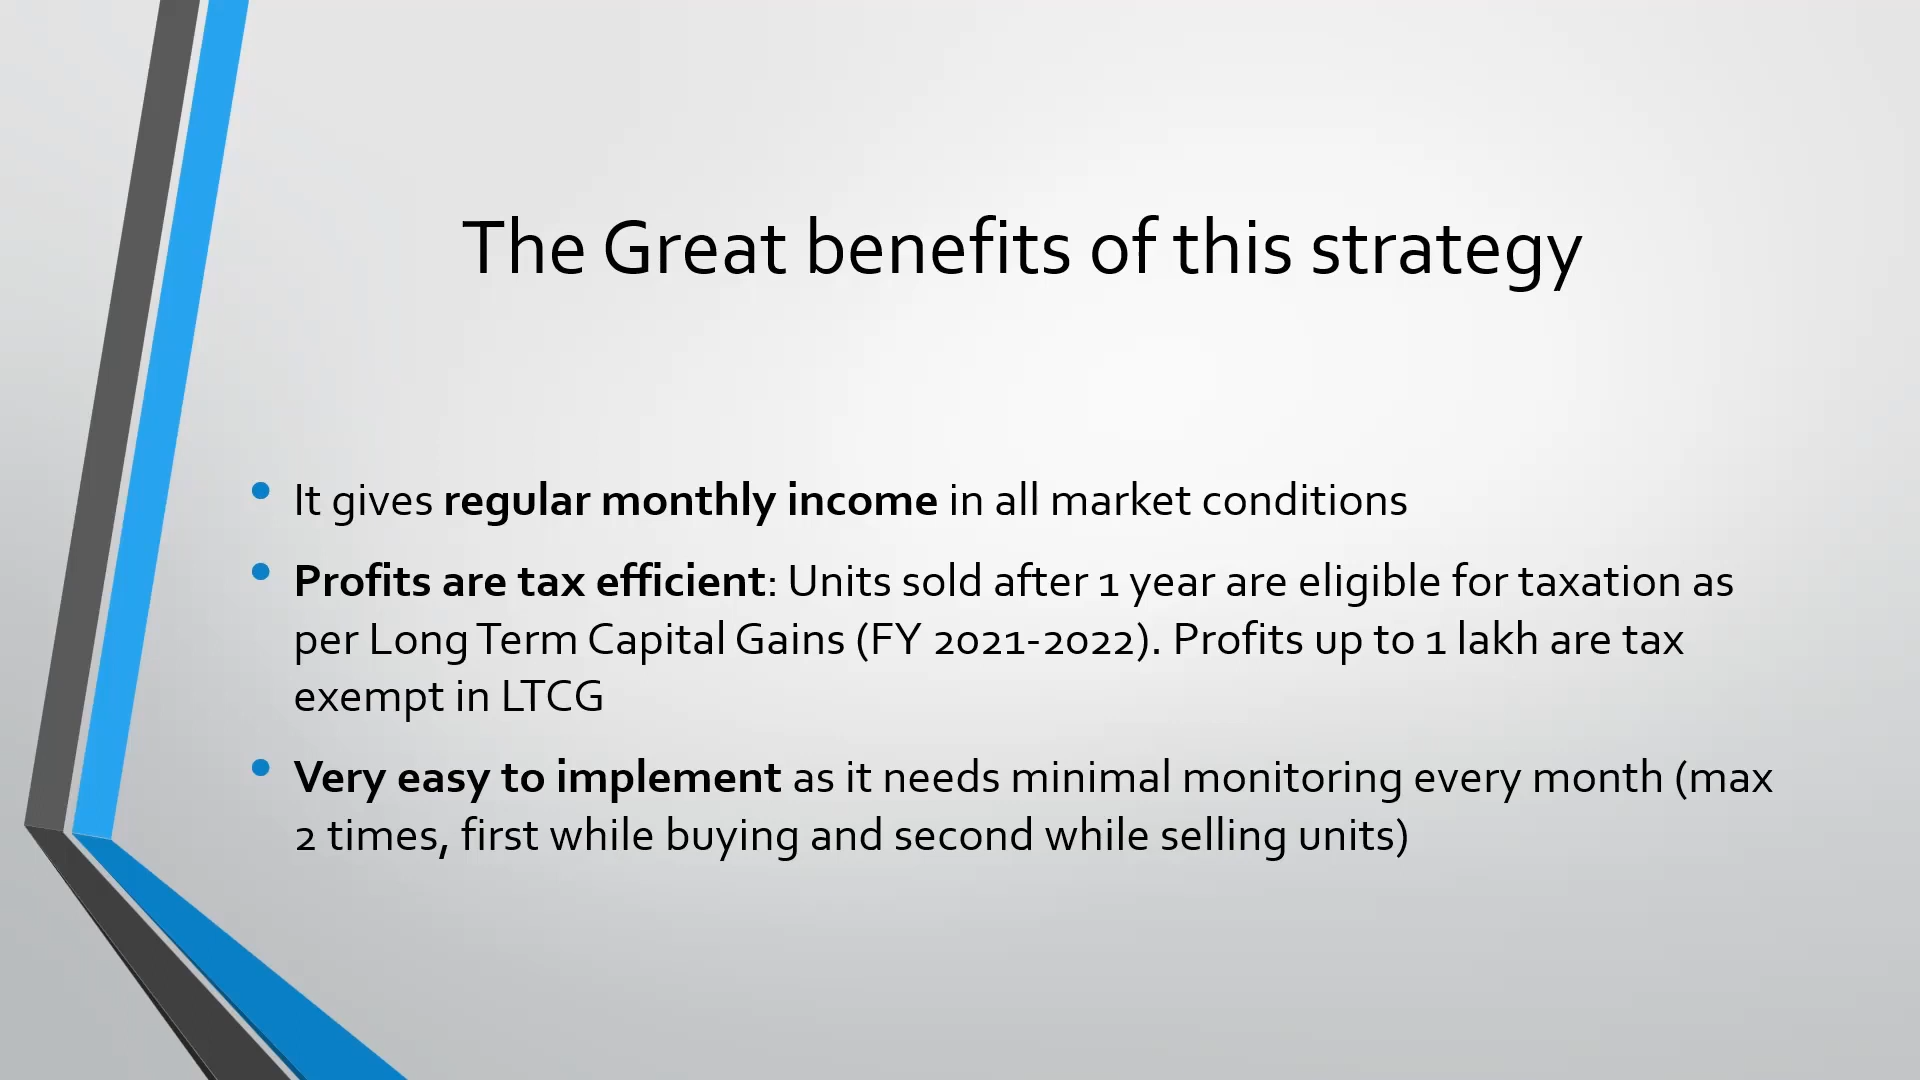 The Great benefits of this strategy
It gives regular monthly income in all market conditions
Profits are tax efficient: Units sold after 1 year are eligible for taxation as
per Long Term Capital Gains (FY 2021-2022). Profits up to 1 lakh are tax
exempt in LTCG
Very easy to implement as it needs minimal monitoring every month (max
2 times, first while buying and second while selling units)